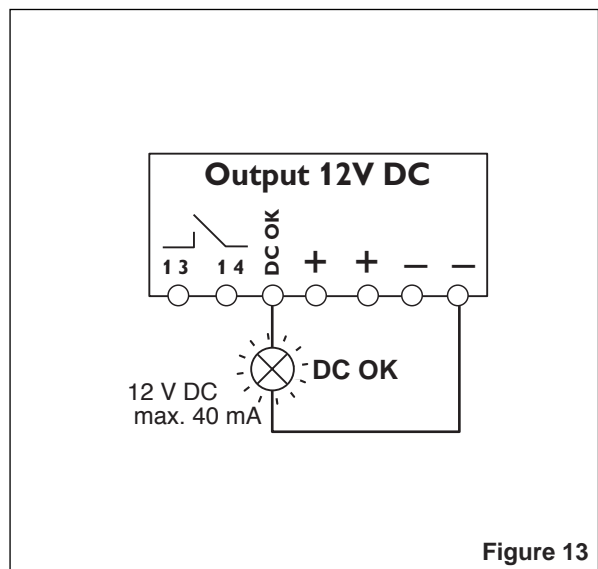 Output 12V DC
13 14 DC OK + + – –
DC OK
12 V DC
max. 40 mA
Figure 13